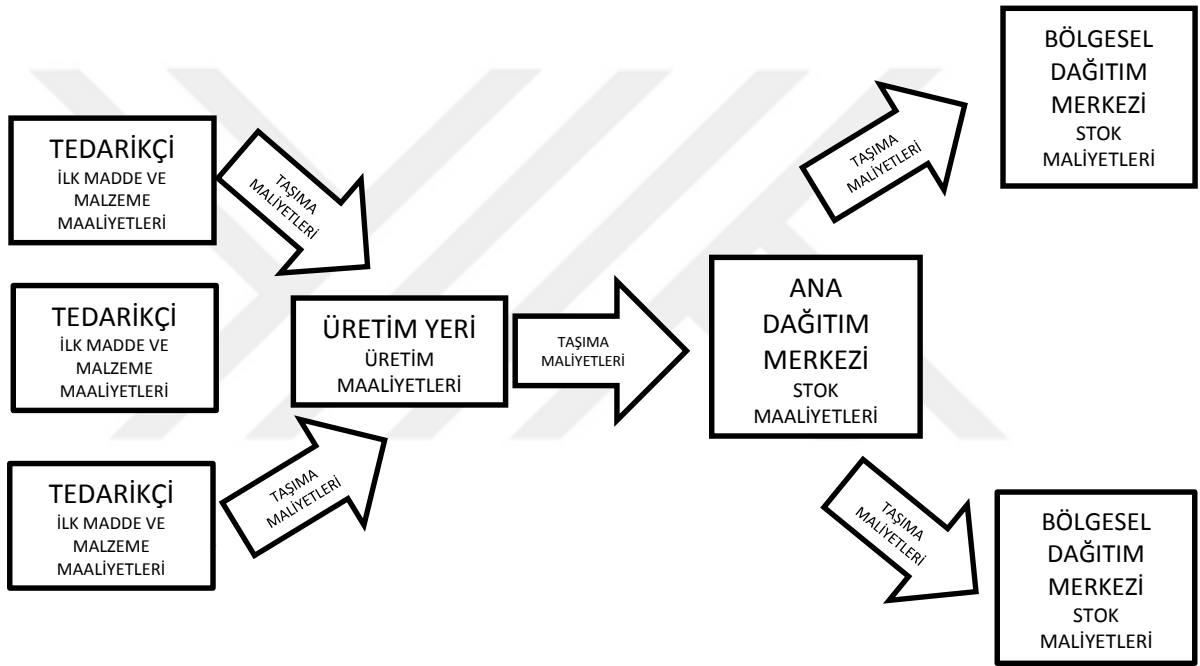 TEDARİKÇİ
İLK MADDE VE
MALZEME
MAALİYETLERİ
TAŞIMA
MALİYETLERİ
TEDARİKÇİ
İLK MADDE VE
MALZEME
MAALİYETLERİ
TEDARİKÇİ
İLK MADDE VE
MALZEME
MAALİYETLERİ
TAŞIMA
MALİYETLERİ
ÜRETİM YERİ
ÜRETİM
MAALİYETLERİ
TAŞIMA
MALİYETLERİ
ANA
DAĞITIM
MERKEZİ
STOK
MAALİYETLERİ
TAŞIMA
MALİYETLERİ
BÖLGESEL
DAĞITIM
MERKEZİ
STOK
MALİYETLERİ
TAŞIMA
MALİYETLERİ
BÖLGESEL
DAĞITIM
MERKEZİ
STOK
MALİYETLERİ